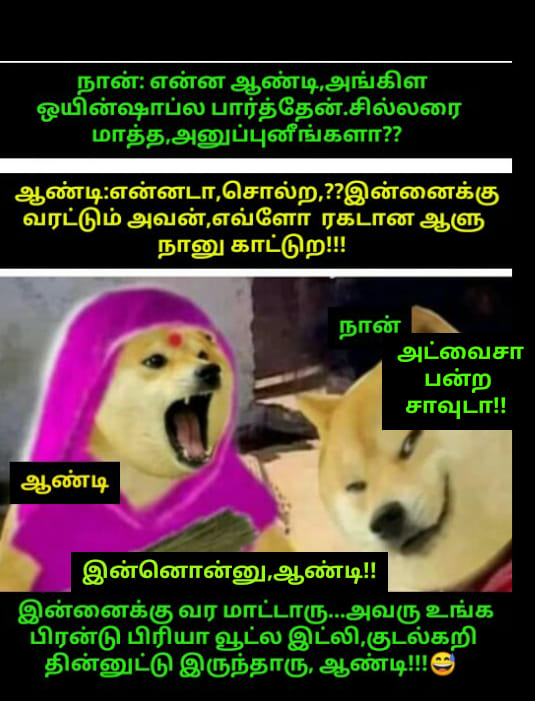 நான்: என்ன ஆண்டி,அங்கிள
ஒயின்ஷாப்ல பார்த்தேன்.சில்லரை
மாத்த,அனுப்புனீங்களா??
ஆண்டி:என்னடா,சொல்ற,??இன்னைக்கு
வரட்டும் அவன்,எவ்ளோ ரகடான ஆளு
நானு காட்டுற!!!
நான்
அட்வைசா
பன்ற
சாவுடா!!
ஆண்டி
இன்னொன்னு,ஆண்டி!!
இன்னைக்கு வர மாட்டாரு...அவரு உங்க
பிரன்டு பிரியா வூட்ல இட்லி,குடல்கறி
தின்னுட்டு இருந்தாரு, ஆண்டி!!!😅